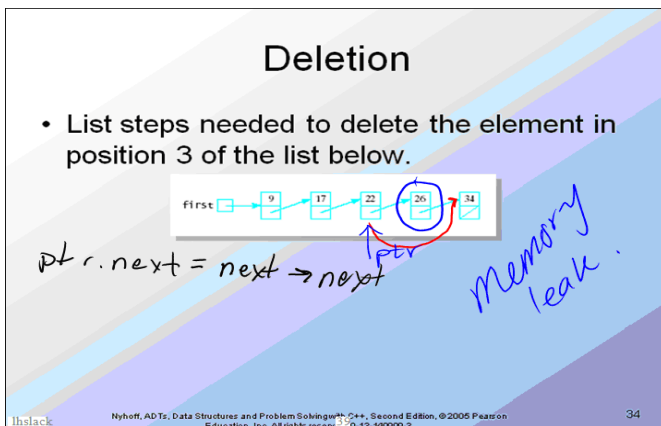 Deletion
• List steps needed to delete the element in
position 3 of the list below.
first 9 17 22 26 34
ptr
ptr.next = next → next
memory
leak.
lhslack
Nyhoff, ADTs, Data Structures and Problem Solving with C++, Second Edition, © 2005 Pearson
34